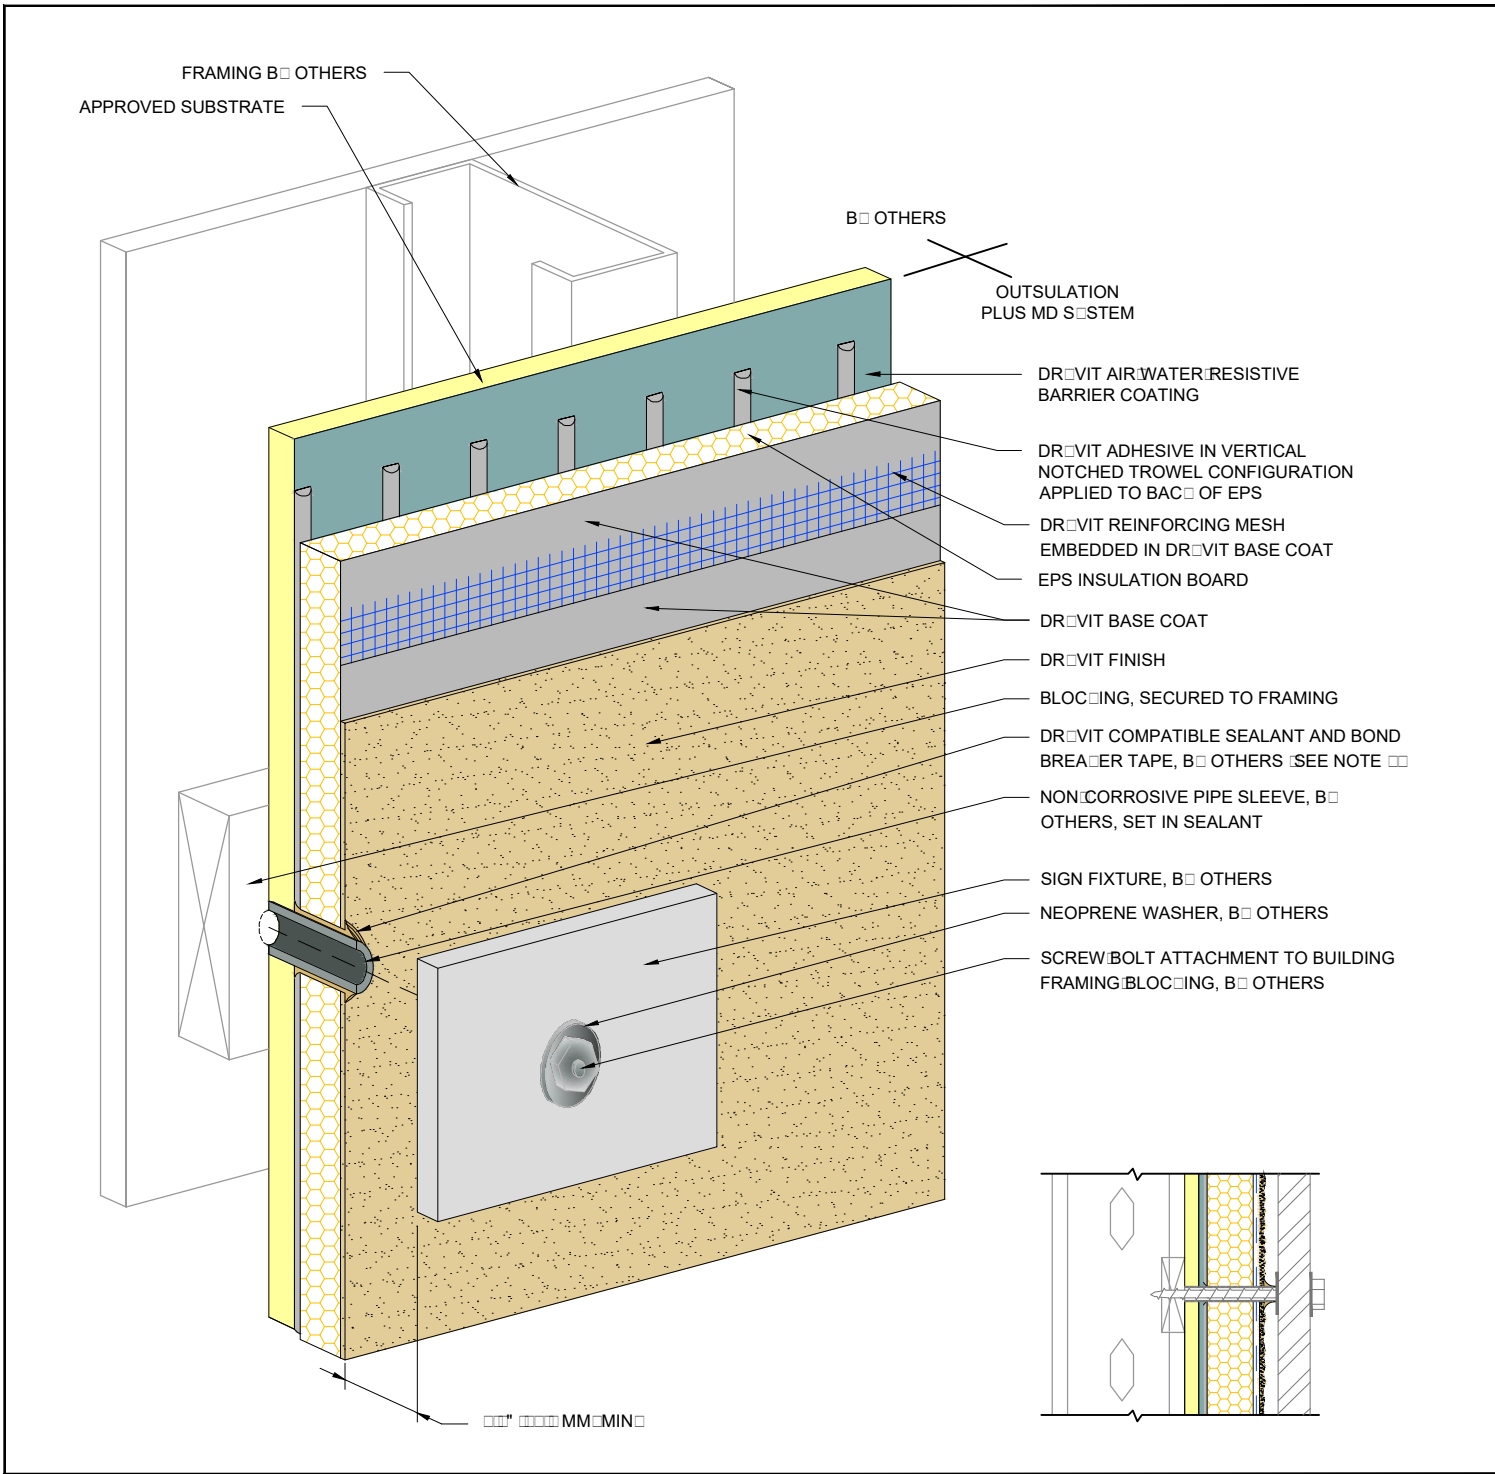 FRAMING B□ OTHERS
APPROVED SUBSTRATE
B□ OTHERS
OUTSULATION
PLUS MD S□STEM
DR□VIT AIR□WATER□RESISTIVE
BARRIER COATING
DR□VIT ADHESIVE IN VERTICAL
NOTCHED TROWEL CONFIGURATION
APPLIED TO BAC□ OF EPS
DR□VIT REINFORCING MESH
EMBEDDED IN DR□VIT BASE COAT
EPS INSULATION BOARD
DR□VIT BASE COAT
DR□VIT FINISH
BLOC□ING, SECURED TO FRAMING
DR□VIT COMPATIBLE SEALANT AND BOND
BREA□ER TAPE, B□ OTHERS □SEE NOTE □□
NON□CORROSIVE PIPE SLEEVE, B□
OTHERS, SET IN SEALANT
SIGN FIXTURE, B□ OTHERS
NEOPRENE WASHER, B□ OTHERS
SCREW□BOLT ATTACHMENT TO BUILDING
FRAMING□BLOC□ING, B□ OTHERS
□□□" □□□□ MM□MIN□